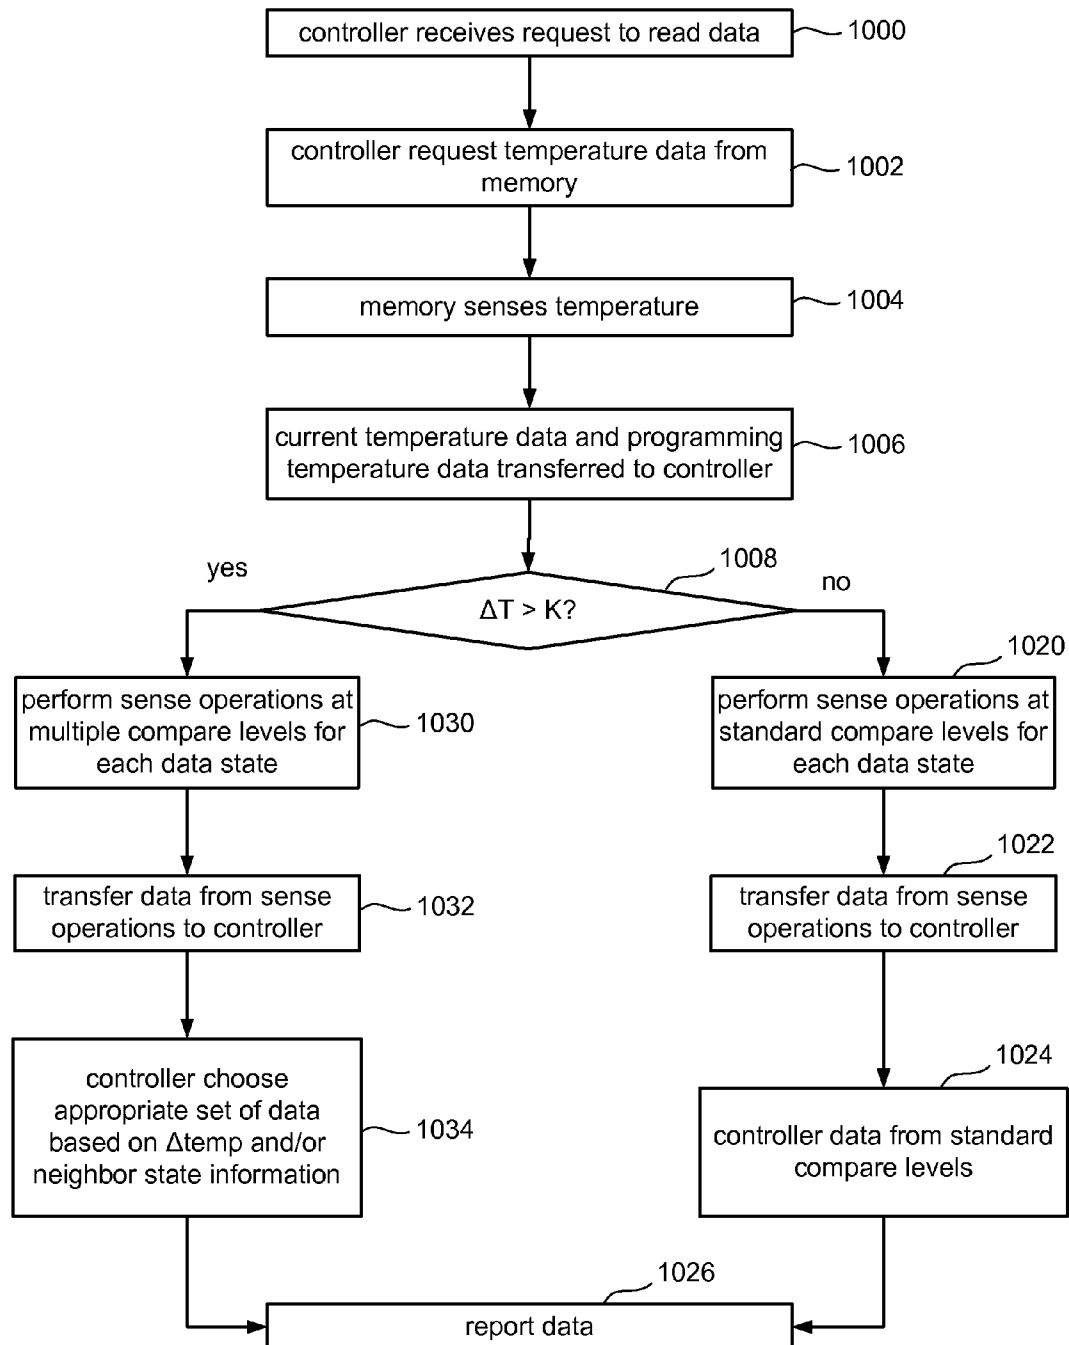 controller receives request to read data
1000
controller request temperature data from
memory
1002
memory senses temperature
1004
current temperature data and programming
temperature data transferred to controller
1006
yes
1008
ΔT > K?
no
1020
perform sense operations at
multiple compare levels for
each data state
1030
perform sense operations at
standard compare levels for
each data state
1022
transfer data from sense
operations to controller
1032
transfer data from sense
operations to controller
1024
controller choose
appropriate set of data
based on Δtemp and/or
neighbor state information
1034
controller data from standard
compare levels
1026
report data